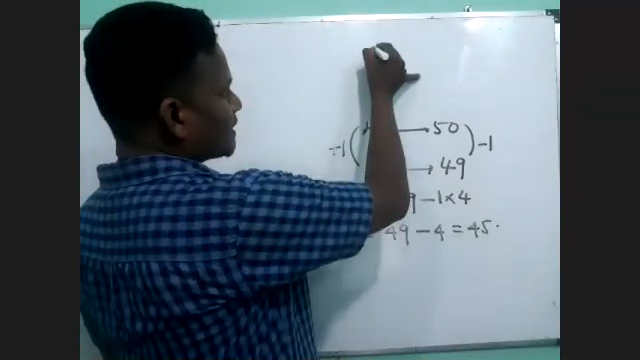 → 50
÷1 ( ) -1
→ 49
9 - 1 × 4
49 - 4 = 45.